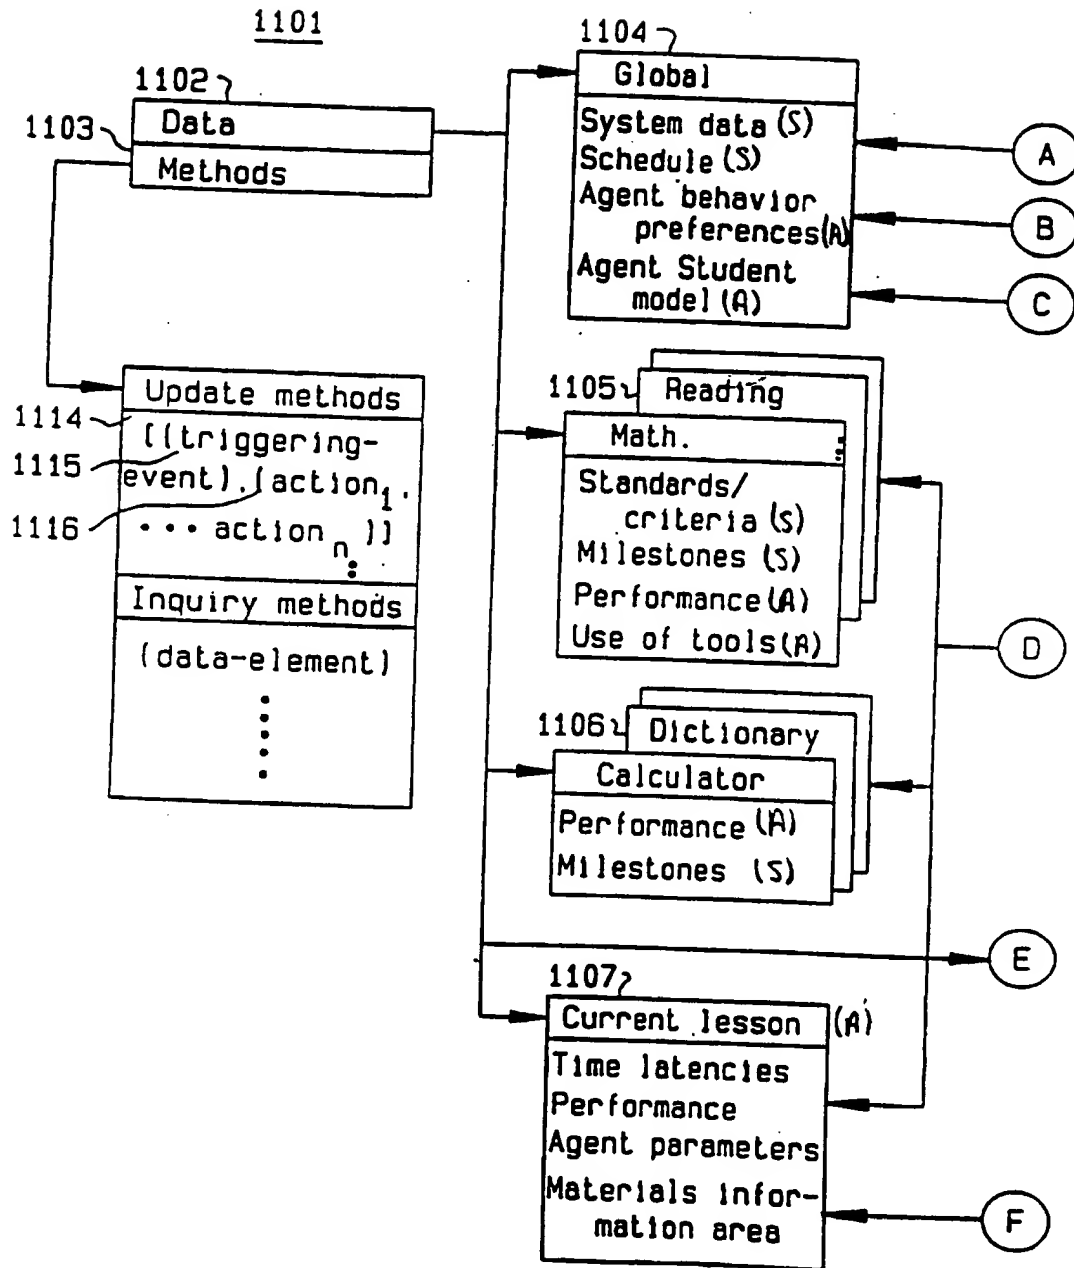 1101
1102
Data
1103
Methods
1104
Global
System data (S)
Schedule (S)
Agent behavior
preferences (A)
Agent Student
model (A)
A
B
C
Update methods
1114
[(triggering-
1115
event).(action1.
1116
••• action n )]
Inquiry methods
(data-element)
1105
Reading
Math.
Standards/
criteria (S)
Milestones (S)
Performance (A)
Use of tools (A)
D
1106
Dictionary
Calculator
Performance (A)
Milestones (S)
E
1107
Current lesson (A)
Time latencies
Performance
Agent parameters
Materials infor-
mation area
F